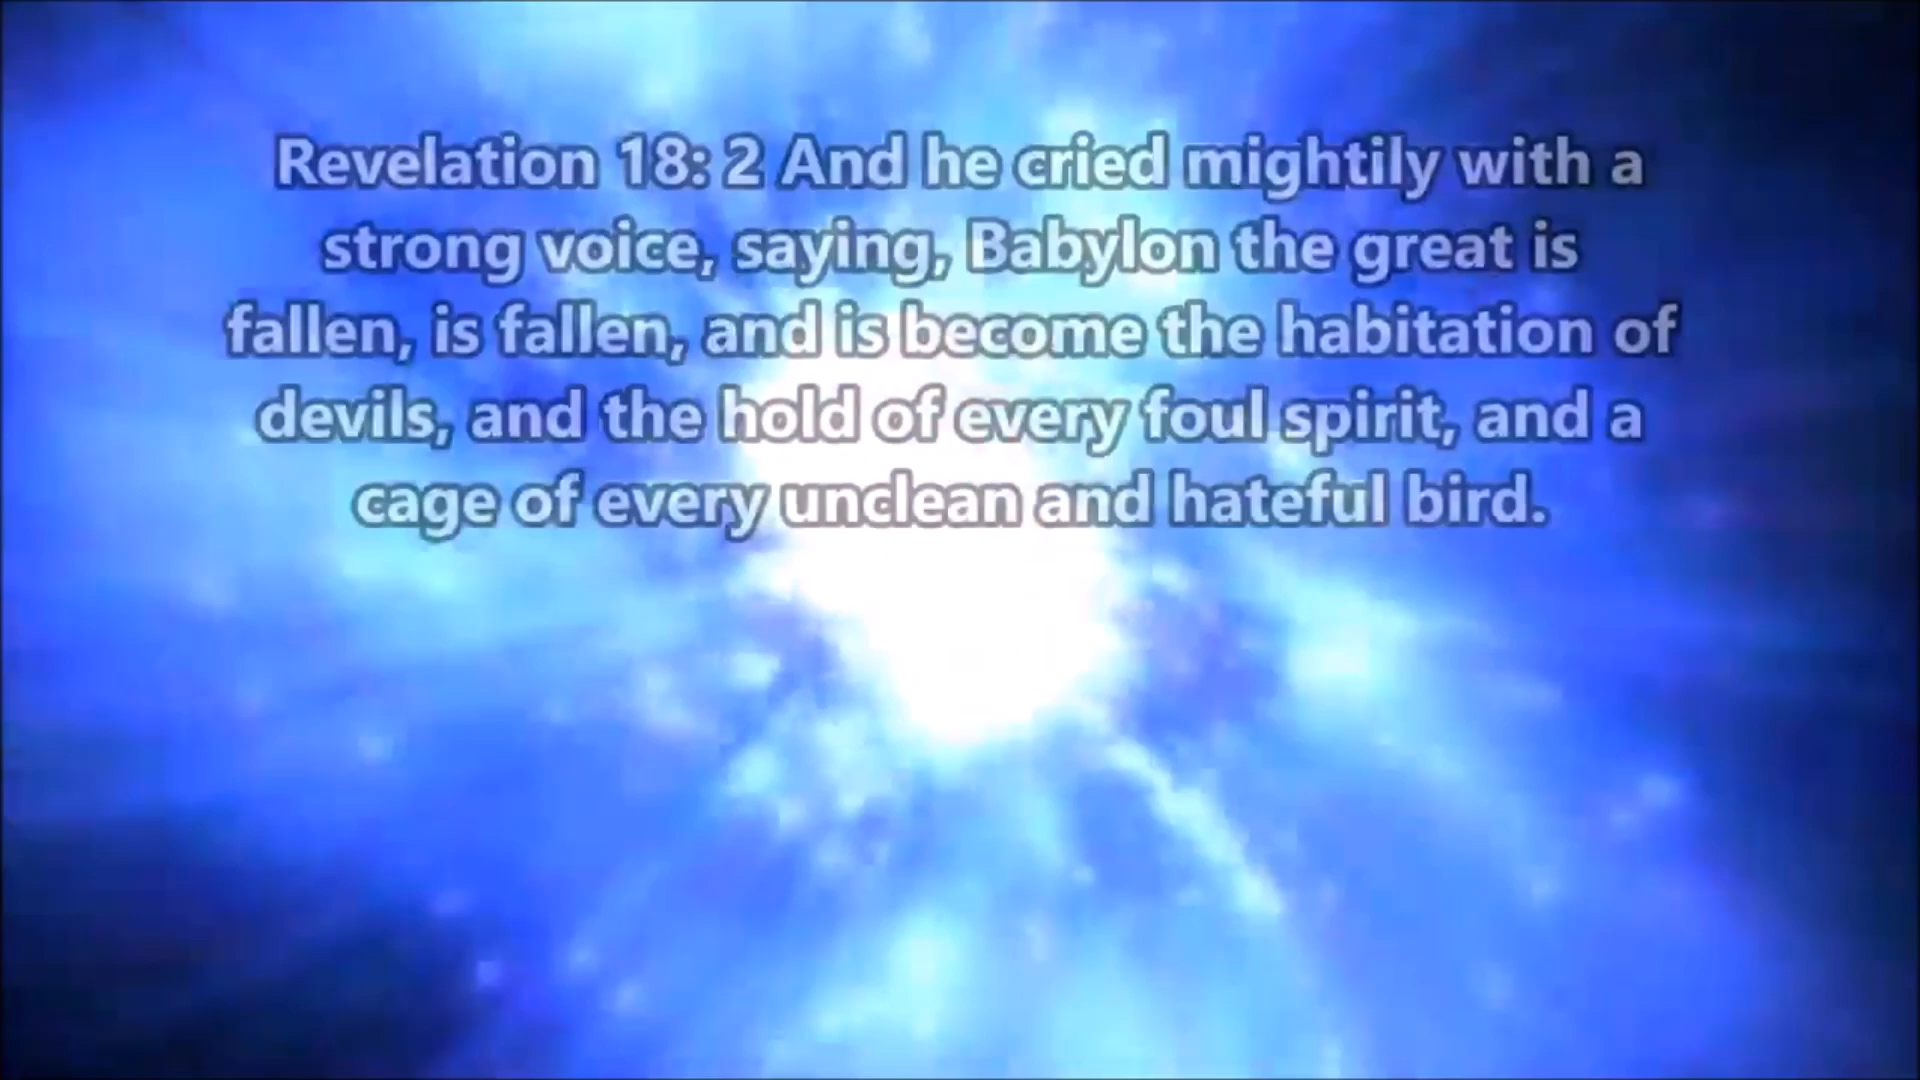 Revelation 18: 2 And he cried mightily with a
strong voice, saying, Babylon the great is
fallen, is fallen, and is become the habitation of
devils, and the hold of every foul spirit, and a
cage of every unclean and hateful bird.